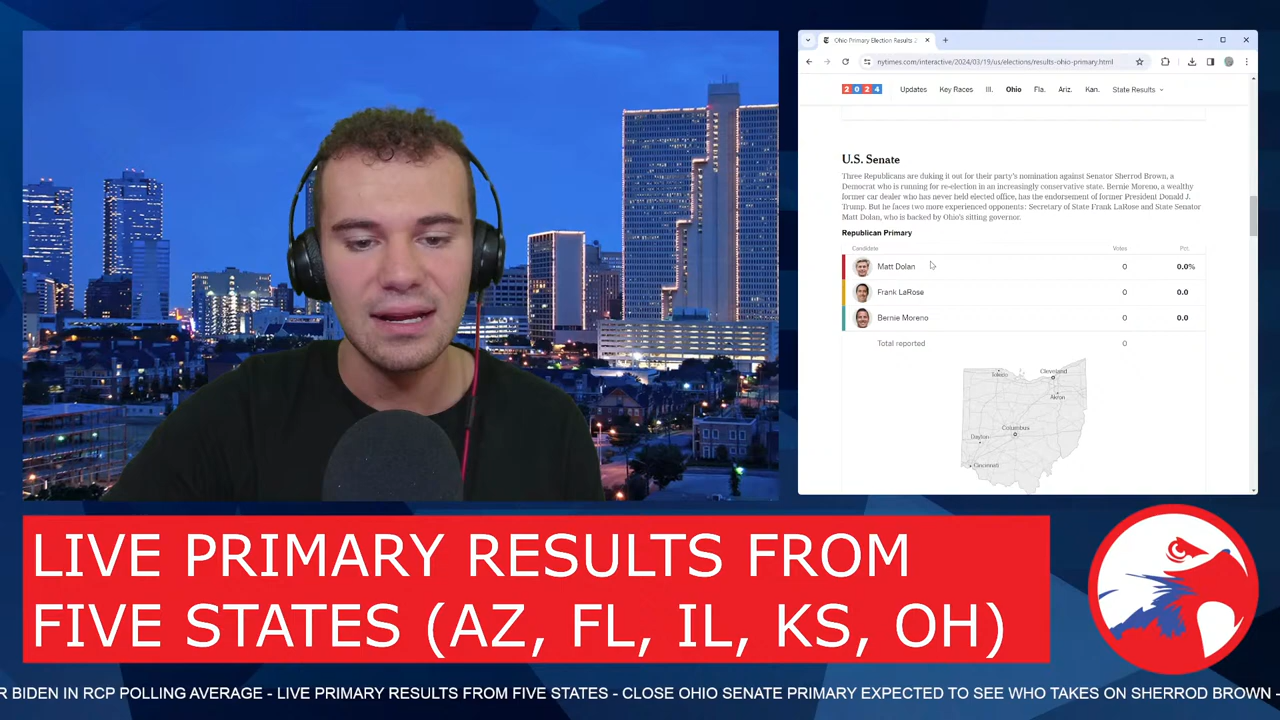 Ohio Primary Election Results 2
nytimes.com/interactive/2024/03/19/us/elections/results-ohio-primary.html
2024 Updates Key Races Ill. Ohio Fla. Ariz. Kan. State Results
U.S. Senate
Three Republicans are duking it out for their party's nomination against Senator Sherrod Brown, a
Democrat who is running for re-election in an increasingly conservative state. Bernie Moreno, a wealthy
former car dealer who has never held elected office, has the endorsement of former President Donald J.
Trump. But he faces two more experienced opponents: Secretary of State Frank LaRose and State Senator
Matt Dolan, who is backed by Ohio's sitting governor.
Republican Primary
Candidate Votes Pct.
Matt Dolan 0 0.0%
Frank LaRose 0 0.0
Bernie Moreno 0 0.0
Total reported 0
Toledo
Cleveland
Akron
Columbus
Dayton
Cincinnati
LIVE PRIMARY RESULTS FROM
FIVE STATES (AZ, FL, IL, KS, OH)
R BIDEN IN RCP POLLING AVERAGE - LIVE PRIMARY RESULTS FROM FIVE STATES - CLOSE OHIO SENATE PRIMARY EXPECTED TO SEE WHO TAKES ON SHERROD BROWN -